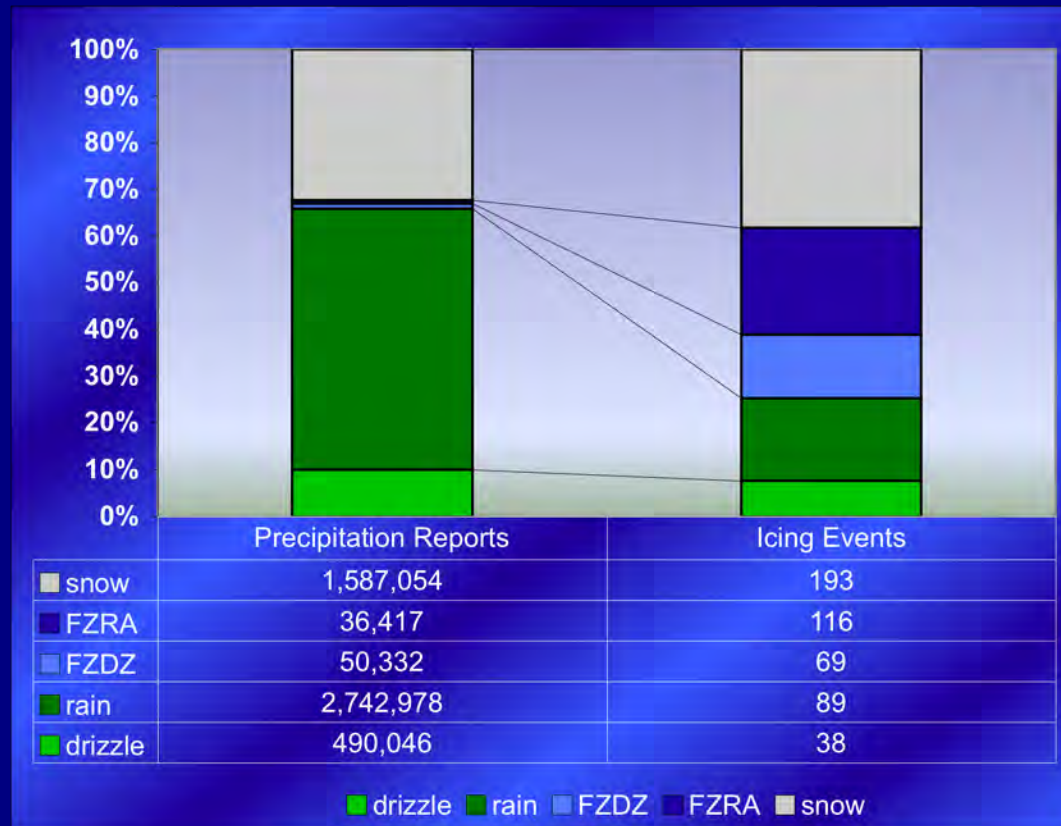 100%
90%
80%
70%
60%
50%
40%
30%
20%
10%
0%
Precipitation Reports Icing Events
snow 1,587,054 193
FZRA 36,417 116
FZDZ 50,332 69
rain 2,742,978 89
drizzle 490,046 38
drizzle rain FZDZ FZRA snow